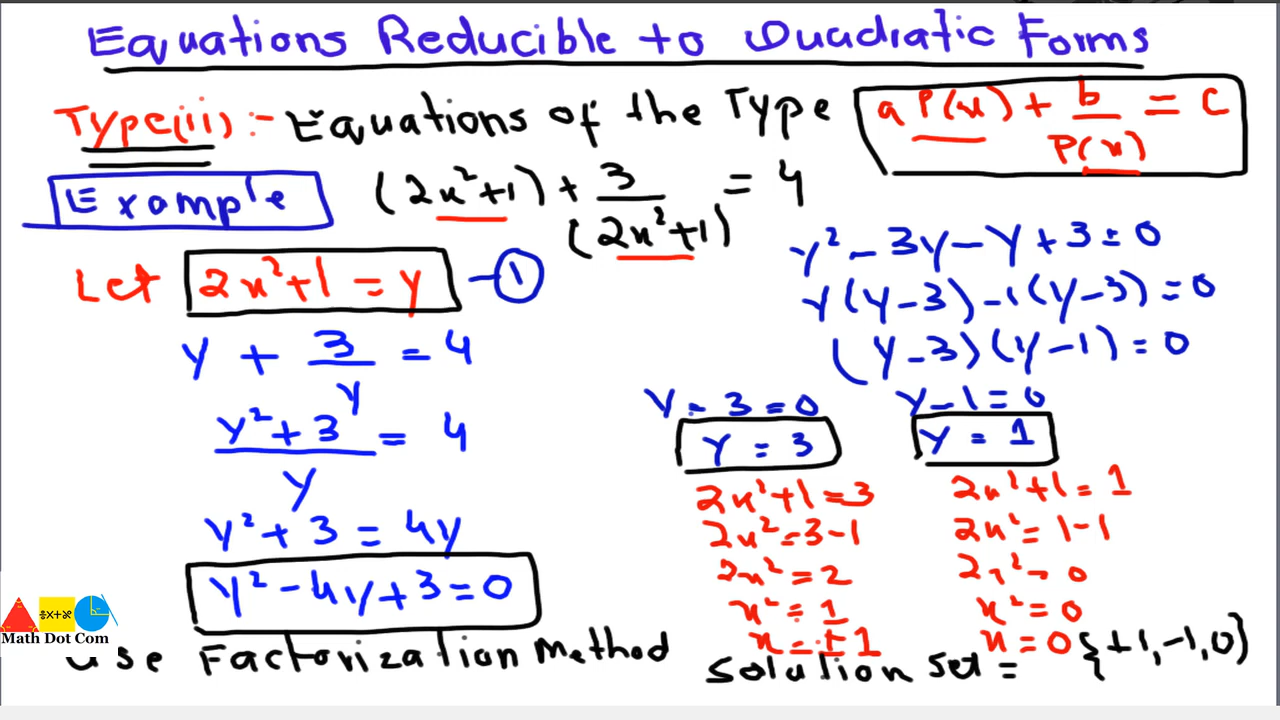 Equations Reducible to Quadratic Forms
Type(ii):- Equations of the Type a P(x) + b/P(x) = c
Example (2x²+1) + 3/(2x²+1) = 4
Let 2x²+1 = y - ①
y + 3/y = 4
(y²+3)/y = 4
y² + 3 = 4y
y² - 4y + 3 = 0
Use Factorization Method
y² - 3y - y + 3 = 0
y(y-3) - 1(y-3) = 0
(y-3)(y-1) = 0
y - 3 = 0
y = 3
2x²+1 = 3
2x² = 3-1
2x² = 2
x² = 1
x = ±1
y - 1 = 0
y = 1
2x²+1 = 1
2x² = 1-1
2x² = 0
x² = 0
x = 0
Solution Set = {+1,-1,0}
Math Dot Com